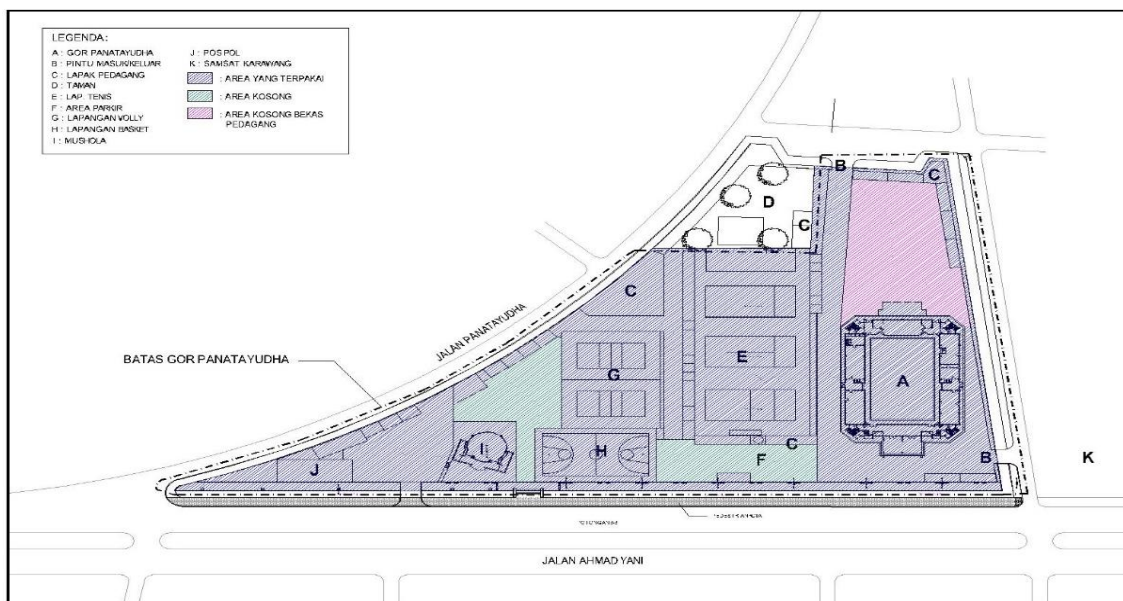 LEGENDA :
A : GOR PANATAYUDHA
B : PINTU MASUK/KELUAR
C : LAPAK PEDAGANG
D : TAMAN
E : LAP. TENIS
F : AREA PARKIR
G : LAPANGAN VOLLY
H : LAPANGAN BASKET
I : MUSHOLA
J : POS POL
K : SAMSAT KARAWANG
: AREA YANG TERPAKAI
: AREA KOSONG
: AREA KOSONG BEKAS
PEDAGANG
B
C
D
C
C
JALAN PANATAYUDHA
BATAS GOR PANATAYUDHA
E
G
A
I
H
C
F
J
B
K
JALAN AHMAD YANI